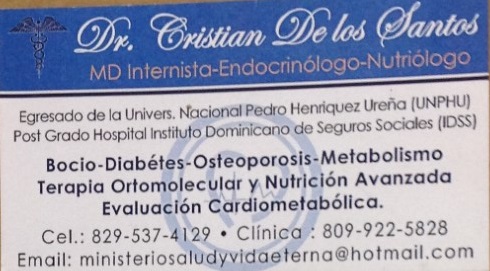 Dr. Cristian De los Santos
MD Internista-Endocrinólogo-Nutriólogo
Egresado de la Univers. Nacional Pedro Henriquez Ureña (UNPHU)
Post Grado Hospital Instituto Dominicano de Seguros Sociales (IDSS)
Bocio-Diabétes-Osteoporosis-Metabolismo
Terapia Ortomolecular y Nutrición Avanzada
Evaluación Cardiometabólica.
Cel.: 829-537-4129 • Clínica : 809-922-5828
Email: ministeriosaludyvidaeterna@hotmail.com